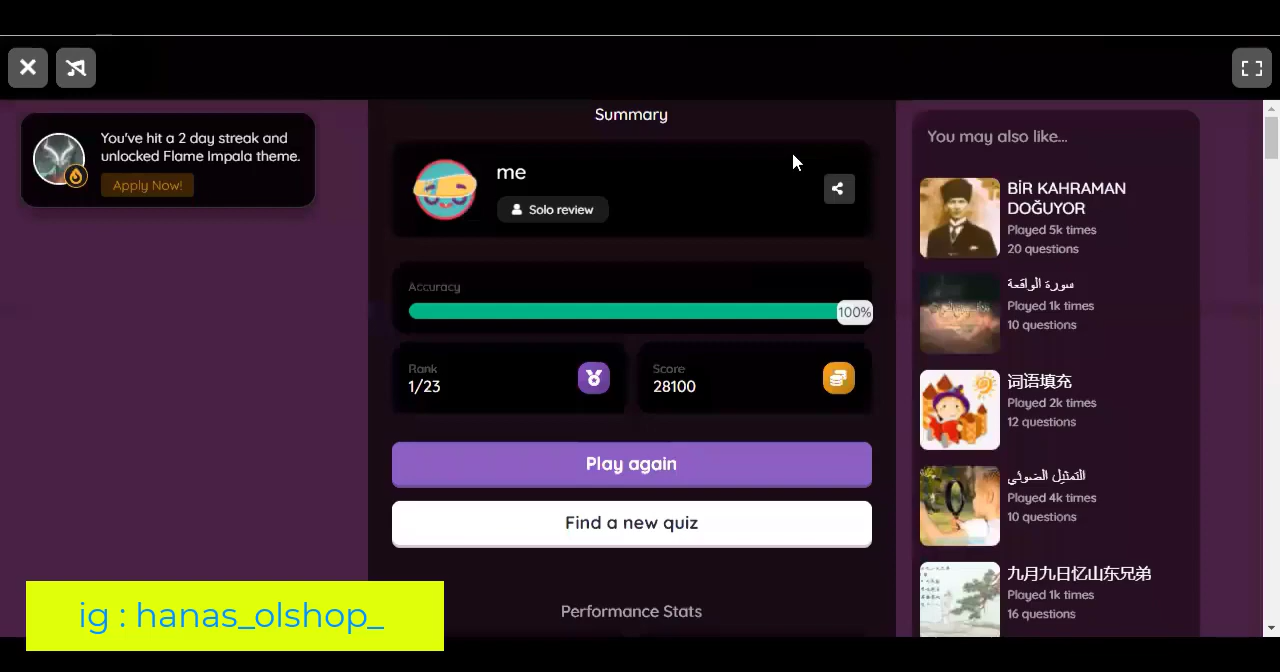 You've hit a 2 day streak and
unlocked Flame Impala theme.
Apply Now!
Summary
me
Solo review
Accuracy
100%
Rank
1/23
Score
28100
Play again
Find a new quiz
Performance Stats
You may also like...
BİR KAHRAMAN
DOĞUYOR
Played 5k times
20 questions
سورة الواقعة
Played 1k times
10 questions
词语填充
Played 2k times
12 questions
التمثيل الضوئي
Played 4k times
10 questions
九月九日忆山东兄弟
Played 1k times
16 questions
ig : hanas_olshop_